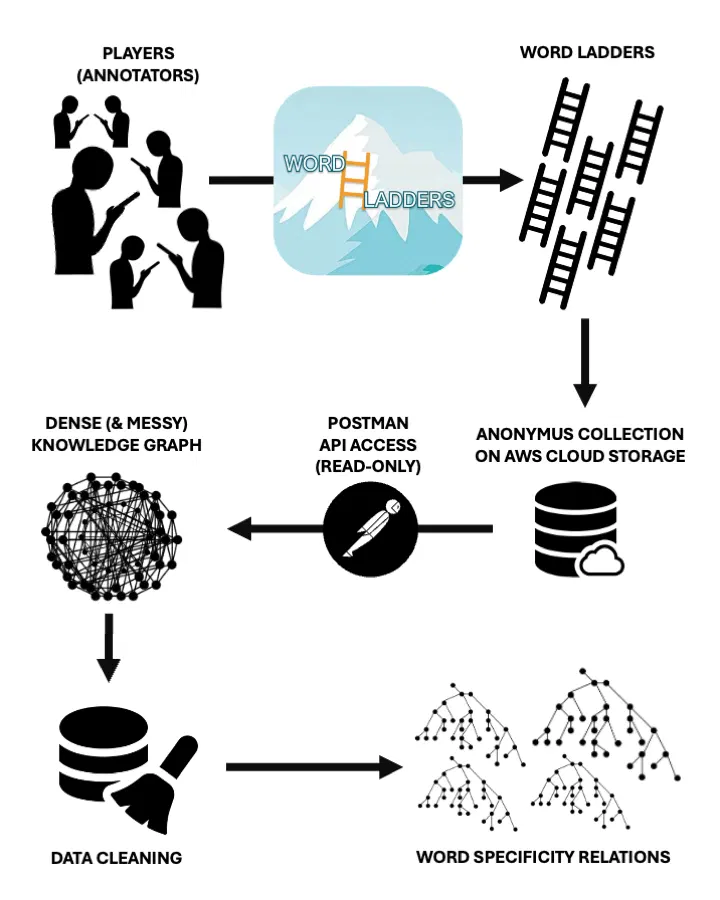 PLAYERS
(ANNOTATORS)
WORD
LADDERS
WORD LADDERS
DENSE (& MESSY)
KNOWLEDGE GRAPH
POSTMAN
API ACCESS
(READ-ONLY)
ANONYMUS COLLECTION
ON AWS CLOUD STORAGE
DATA CLEANING
WORD SPECIFICITY RELATIONS